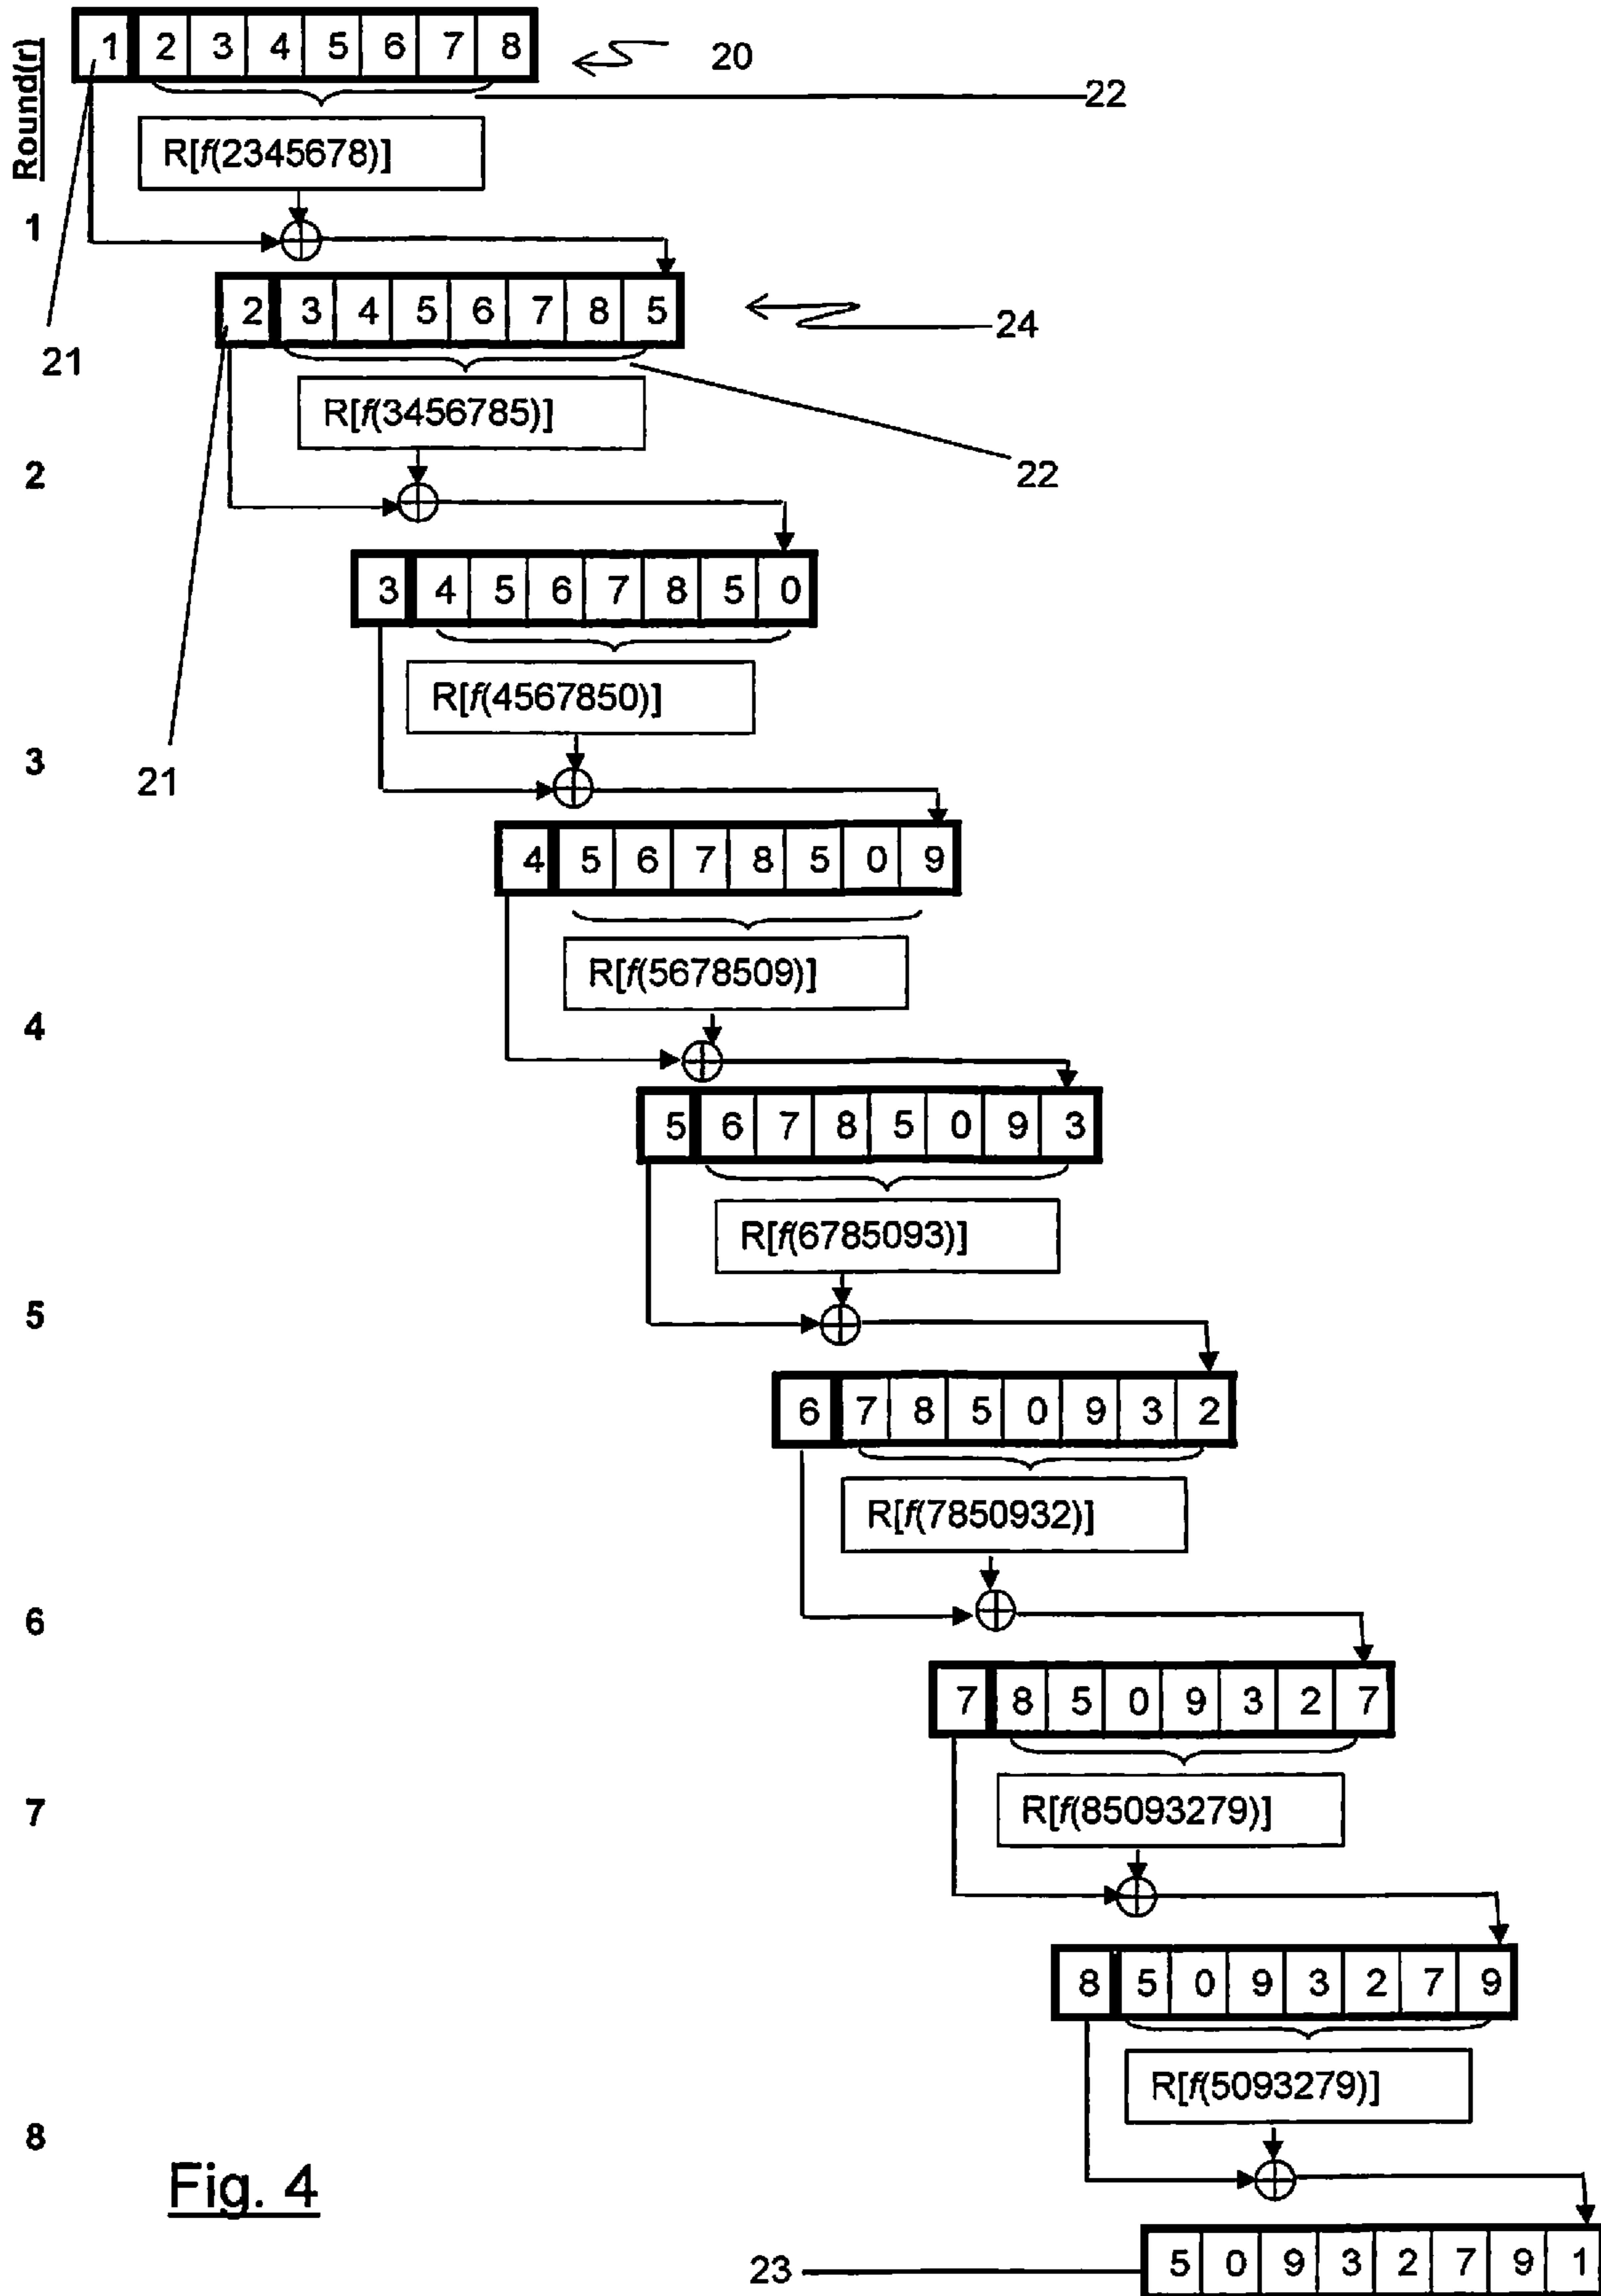 Round(r)
1 2 3 4 5 6 7 8
20
22
R[f(2345678)]
1
2 3 4 5 6 7 8 5
24
21
R[f(3456785)]
2
22
3 4 5 6 7 8 5 0
R[f(4567850)]
3
21
4 5 6 7 8 5 0 9
R[f(5678509)]
4
5 6 7 8 5 0 9 3
R[f(6785093)]
5
6 7 8 5 0 9 3 2
R[f(7850932)]
6
7 8 5 0 9 3 2 7
R[f(85093279)]
7
8 5 0 9 3 2 7 9
R[f(5093279)]
8
Fig. 4
23
5 0 9 3 2 7 9 1